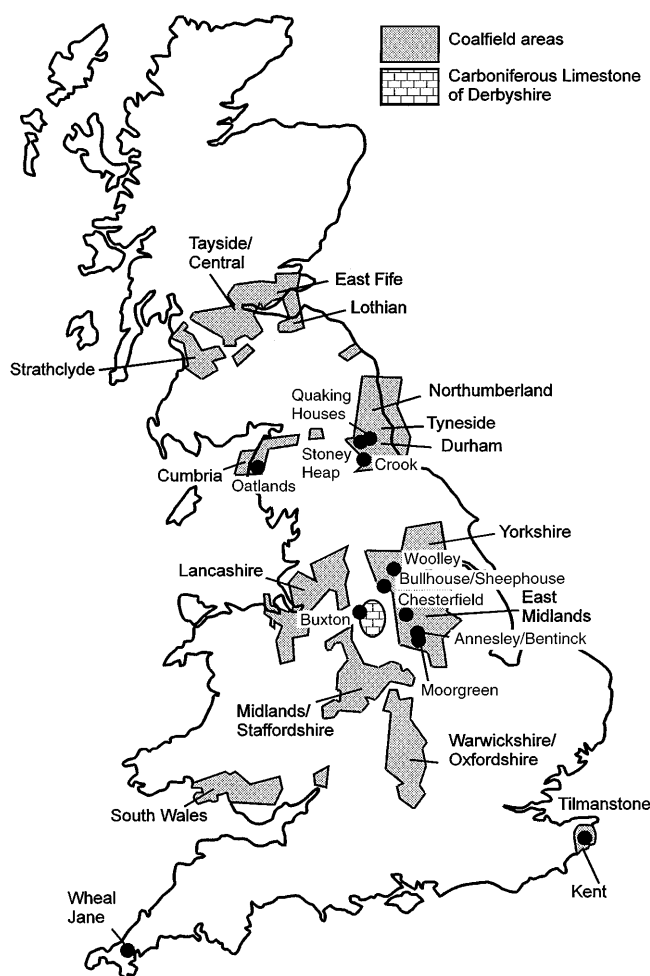 Coalfield areas
Carboniferous Limestone
of Derbyshire
Tayside/
Central
East Fife
Lothian
Strathclyde
Quaking
Houses
Northumberland
Tyneside
Durham
Stoney
Heap
Crook
Cumbria
Oatlands
Yorkshire
Woolley
Lancashire
Bullhouse/Sheephouse
Chesterfield
East
Midlands
Buxton
Annesley/Bentinck
Moorgreen
Midlands/
Staffordshire
Warwickshire/
Oxfordshire
South Wales
Tilmanstone
Kent
Wheal
Jane